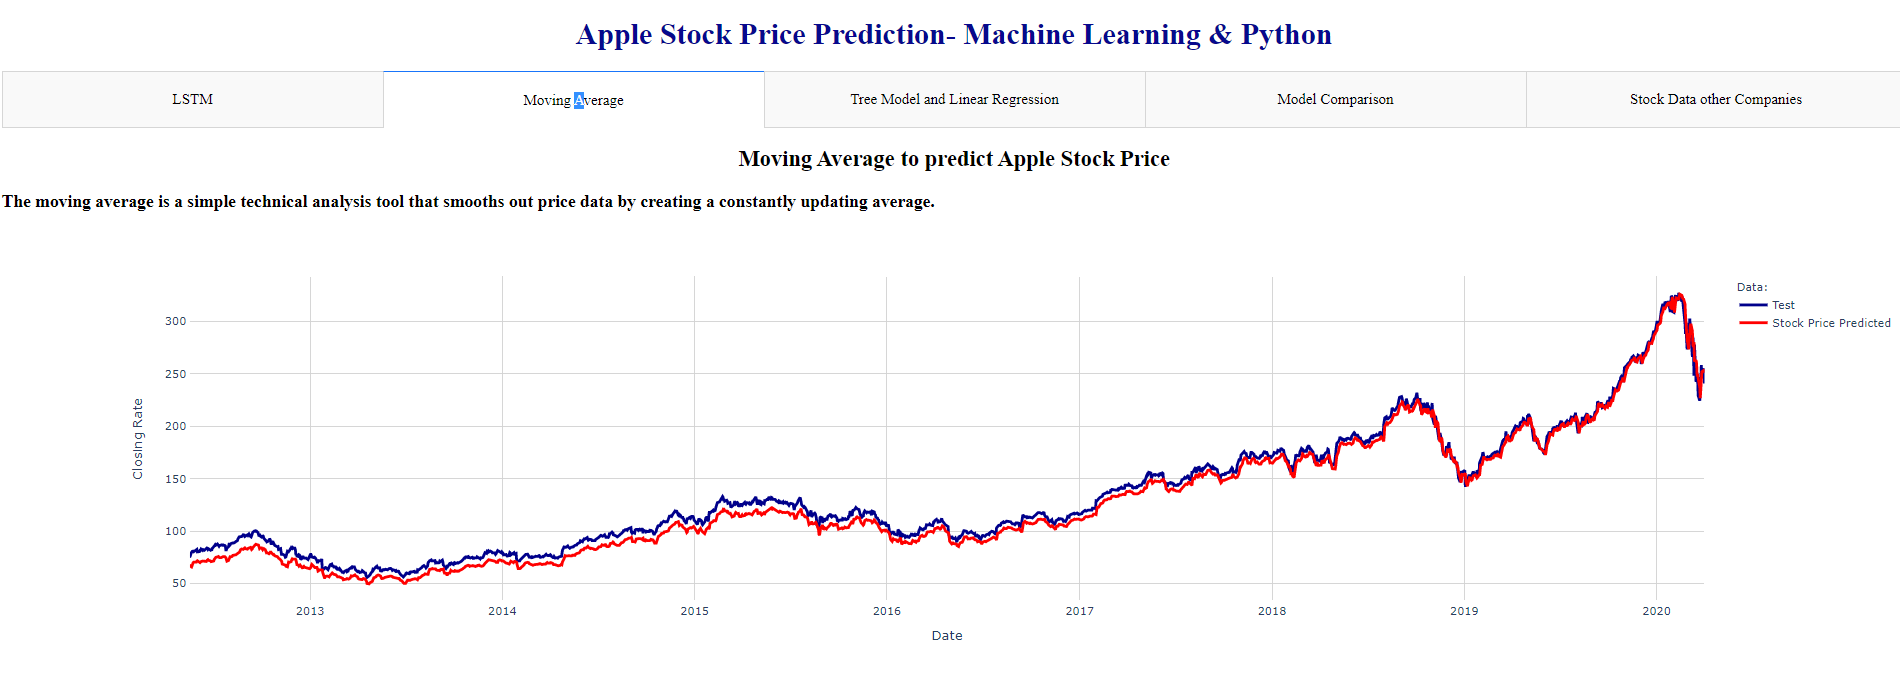 Apple Stock Price Prediction- Machine Learning & Python
LSTM
Moving Average
Tree Model and Linear Regression
Model Comparison
Stock Data other Companies
Moving Average to predict Apple Stock Price
The moving average is a simple technical analysis tool that smooths out price data by creating a constantly updating average.
Data:
Test
Stock Price Predicted
Closing Rate
300
250
200
150
100
50
2013
2014
2015
2016
2017
2018
2019
2020
Date